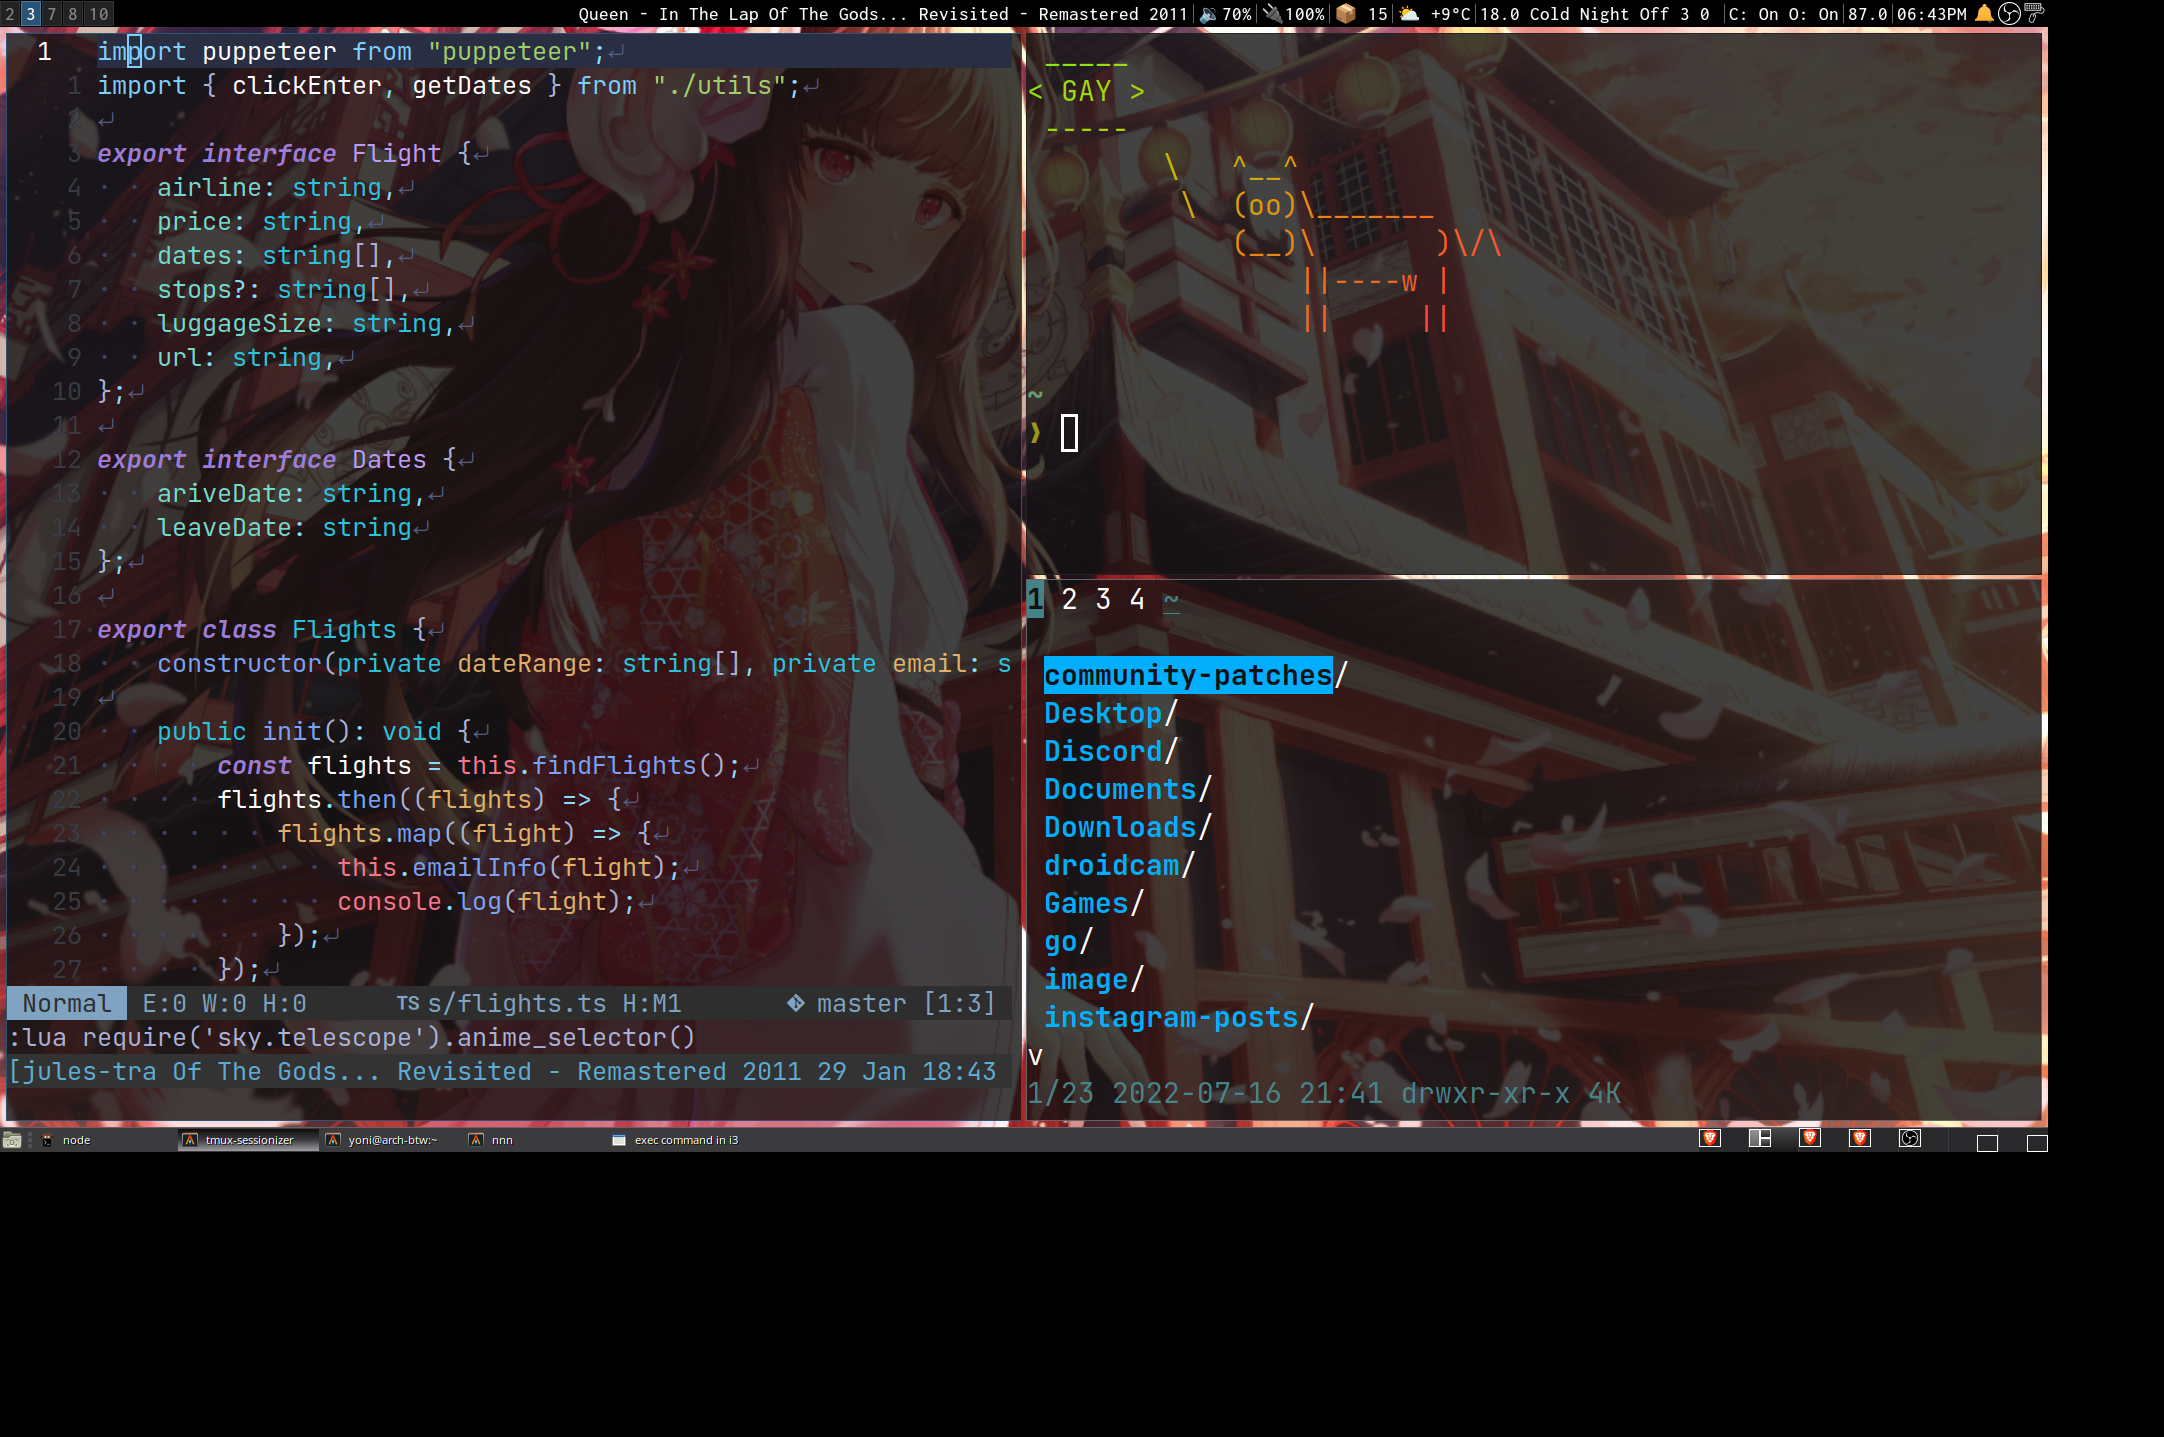 2 3 7 8 10
Queen - In The Lap Of The Gods... Revisited - Remastered 2011|70%|100%| 15| +9°C|18.0 Cold Night Off 3 0 |C: On O: On|87.0|06:43PM
1 import puppeteer from "puppeteer";
1 import { clickEnter, getDates } from "./utils";
2
3 export interface Flight {
4 airline: string,
5 price: string,
6 dates: string[],
7 stops?: string[],
8 luggageSize: string,
9 url: string,
10 };
11
12 export interface Dates {
13 ariveDate: string,
14 leaveDate: string
15 };
16
17 export class Flights {
18 constructor(private dateRange: string[], private email: s
19
20 public init(): void {
21 const flights = this.findFlights();
22 flights.then((flights) => {
23 flights.map((flight) => {
24 this.emailInfo(flight);
25 console.log(flight);
26 });
27 });
Normal E:0 W:0 H:0 TS s/flights.ts H:M1 master [1:3]
:lua require('sky.telescope').anime_selector()
[jules-tra Of The Gods... Revisited - Remastered 2011 29 Jan 18:43
_____
< GAY >
-----
\ ^__^
\ (oo)\_______
(__)\ )\/\
||----w |
|| ||
~
❯
1 2 3 4 ~
community-patches/
Desktop/
Discord/
Documents/
Downloads/
droidcam/
Games/
go/
image/
instagram-posts/
v
1/23 2022-07-16 21:41 drwxr-xr-x 4K
node tmux-sessionizer yoni@arch-btw:~ nnn exec command in i3